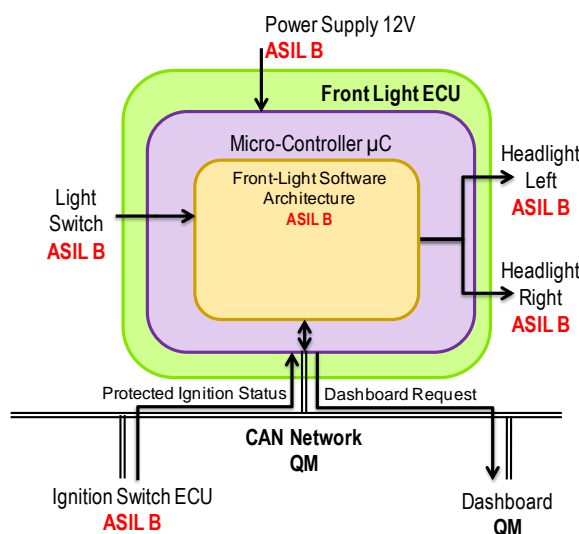 Power Supply 12V
ASIL B
Front Light ECU
Micro-Controller µC
Front-Light Software
Architecture
ASIL B
Light
Switch
ASIL B
Headlight
Left
ASIL B
Headlight
Right
ASIL B
Protected Ignition Status
Dashboard Request
CAN Network
QM
Ignition Switch ECU
ASIL B
Dashboard
QM